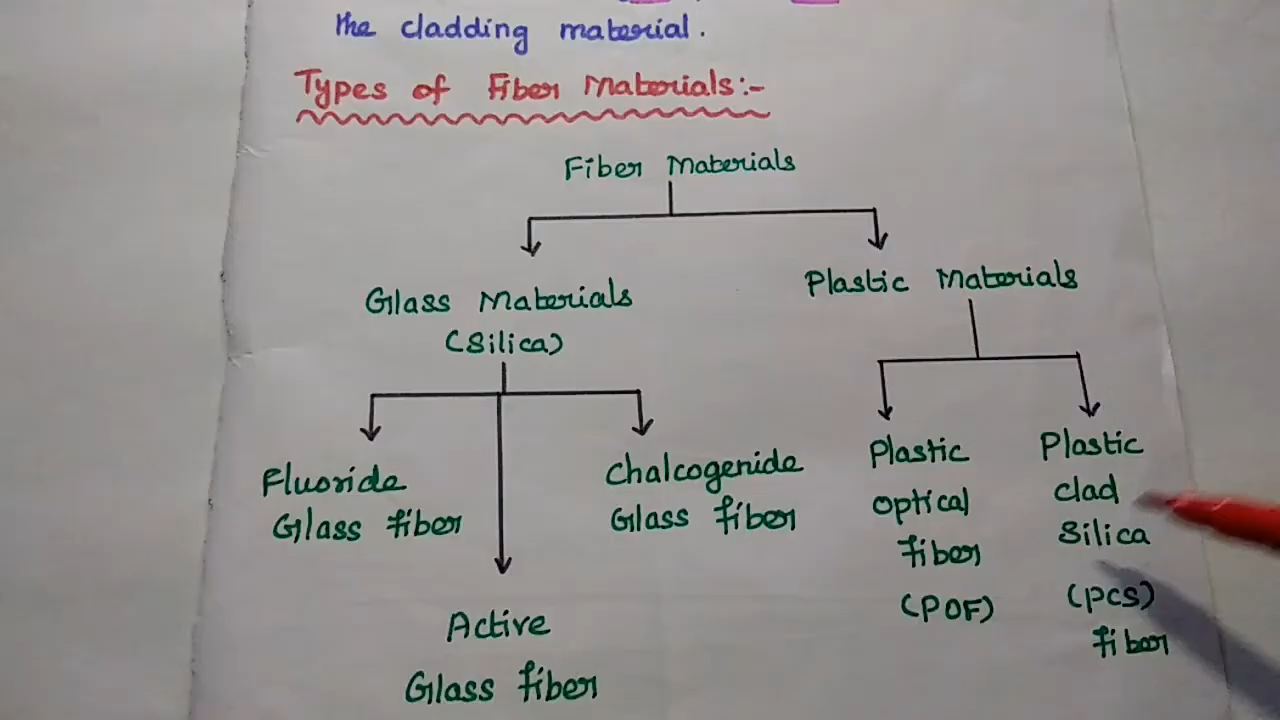 the cladding material.
Types of Fiber Materials:-
Fiber Materials
Glass Materials
(Silica)
Plastic Materials
Fluoride
Glass fiber
Active
Glass fiber
Chalcogenide
Glass fiber
Plastic
optical
fiber
(POF)
Plastic
clad
Silica
(PCS)
fiber